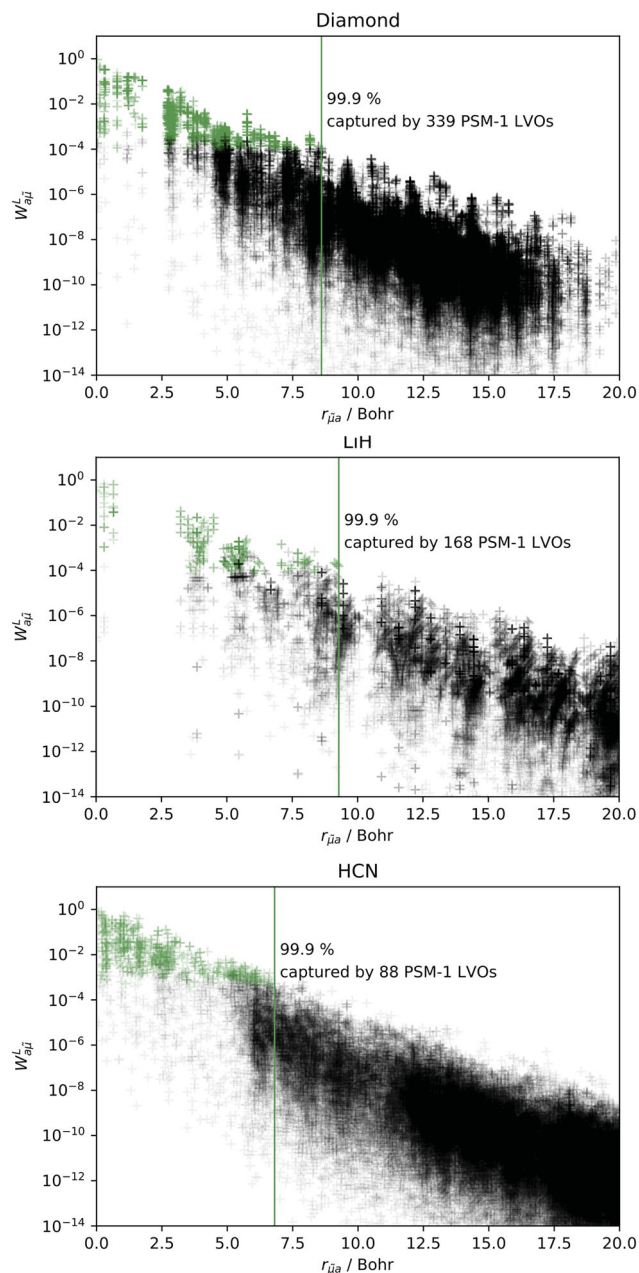 Diamond
10⁰
10⁻²
10⁻⁴
10⁻⁶
10⁻⁸
10⁻¹⁰
10⁻¹²
10⁻¹⁴
W^L_{aμ̃}
99.9 %
captured by 339 PSM-1 LVOs
0.0 2.5 5.0 7.5 10.0 12.5 15.0 17.5 20.0
r_{μ̃a} / Bohr
LiH
10⁰
10⁻²
10⁻⁴
10⁻⁶
10⁻⁸
10⁻¹⁰
10⁻¹²
10⁻¹⁴
W^L_{aμ̃}
99.9 %
captured by 168 PSM-1 LVOs
0.0 2.5 5.0 7.5 10.0 12.5 15.0 17.5 20.0
r_{μ̃a} / Bohr
HCN
10⁰
10⁻²
10⁻⁴
10⁻⁶
10⁻⁸
10⁻¹⁰
10⁻¹²
10⁻¹⁴
W^L_{aμ̃}
99.9 %
captured by 88 PSM-1 LVOs
0.0 2.5 5.0 7.5 10.0 12.5 15.0 17.5 20.0
r_{μ̃a} / Bohr